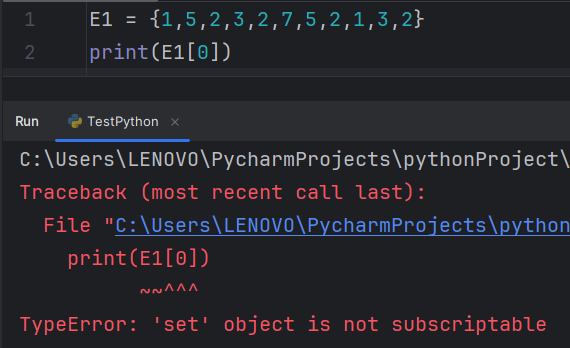 1 E1 = {1,5,2,3,2,7,5,2,1,3,2}
2 print(E1[0])
Run TestPython ×
C:\Users\LENOVO\PycharmProjects\pythonProject\
Traceback (most recent call last):
File "C:\Users\LENOVO\PycharmProjects\python
print(E1[0])
~~^^^
TypeError: 'set' object is not subscriptable